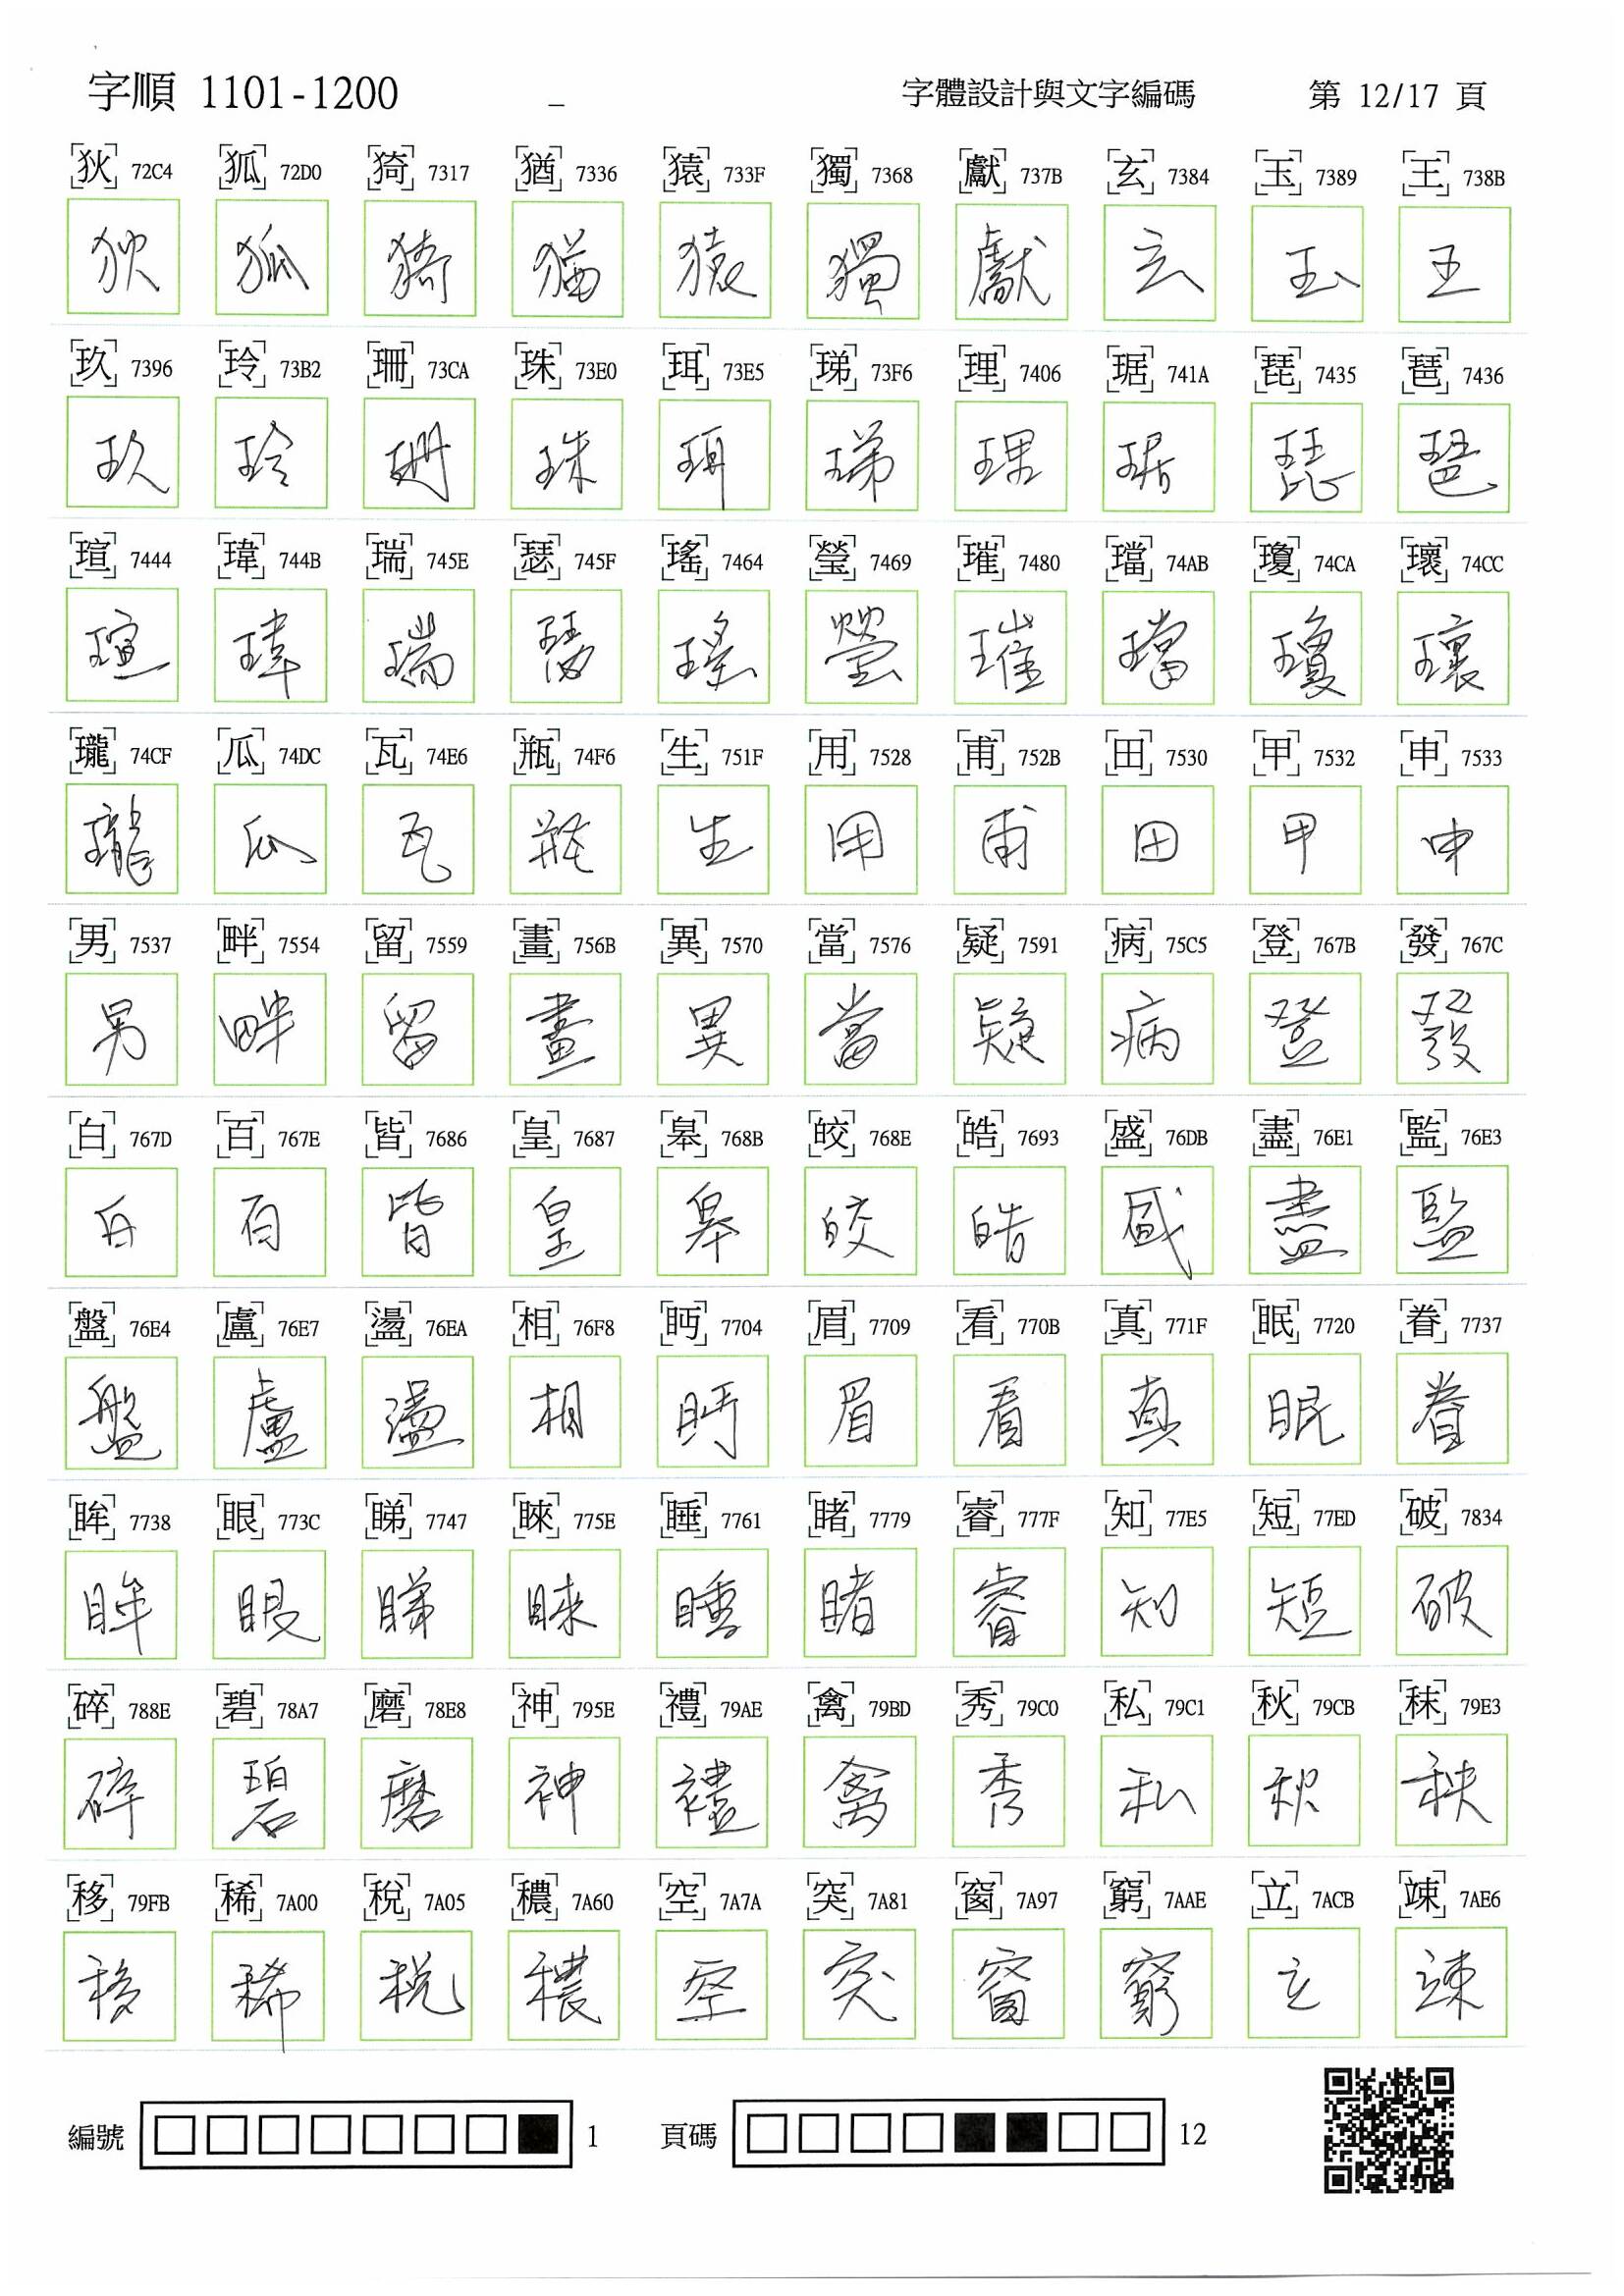 字順 1101-1200 _ 字體設計與文字編碼 第 12/17 頁
狄 72C4 狐 72D0 猗 7317 猶 7336 猿 733F 獨 7368 獻 737B 玄 7384 玉 7389 王 738B
狄 狐 猗 猶 猿 獨 獻 玄 玉 王
玖 7396 玲 73B2 珊 73CA 珠 73E0 珥 73E5 珶 73F6 理 7406 琚 741A 琵 7435 琶 7436
玖 玲 珊 珠 珥 珶 理 琚 琵 琶
瑄 7444 瑋 744B 瑞 745E 瑟 745F 瑤 7464 瑩 7469 璀 7480 璫 74AB 瓊 74CA 瓌 74CC
瑄 瑋 瑞 瑟 瑤 瑩 璀 璫 瓊 瓌
瓏 74CF 瓜 74DC 瓦 74E6 瓶 74F6 生 751F 用 7528 甫 752B 田 7530 甲 7532 申 7533
瓏 瓜 瓦 瓶 生 用 甫 田 甲 申
男 7537 畔 7554 留 7559 畫 756B 異 7570 當 7576 疑 7591 病 75C5 登 767B 發 767C
男 畔 留 畫 異 當 疑 病 登 發
白 767D 百 767E 皆 7686 皇 7687 皋 768B 皎 768E 皓 7693 盛 76DB 盡 76E1 監 76E3
白 百 皆 皇 皋 皎 皓 盛 盡 監
盤 76E4 盧 76E7 盪 76EA 相 76F8 眄 7704 眉 7709 看 770B 真 771F 眠 7720 眷 7737
盤 盧 盪 相 眄 眉 看 真 眠 眷
眸 7738 眼 773C 睇 7747 睞 775E 睡 7761 睹 7779 睿 777F 知 77E5 短 77ED 破 7834
眸 眼 睇 睞 睡 睹 睿 知 短 破
碎 788E 碧 78A7 磨 78E8 神 795E 禮 79AE 禽 79BD 秀 79C0 私 79C1 秋 79CB 秣 79E3
碎 碧 磨 神 禮 禽 秀 私 秋 秣
移 79FB 稀 7A00 稅 7A05 穠 7A60 空 7A7A 突 7A81 窗 7A97 窮 7AAE 立 7ACB 竦 7AE6
移 稀 稅 穠 空 突 窗 窮 立 竦
編號 1 頁碼 12